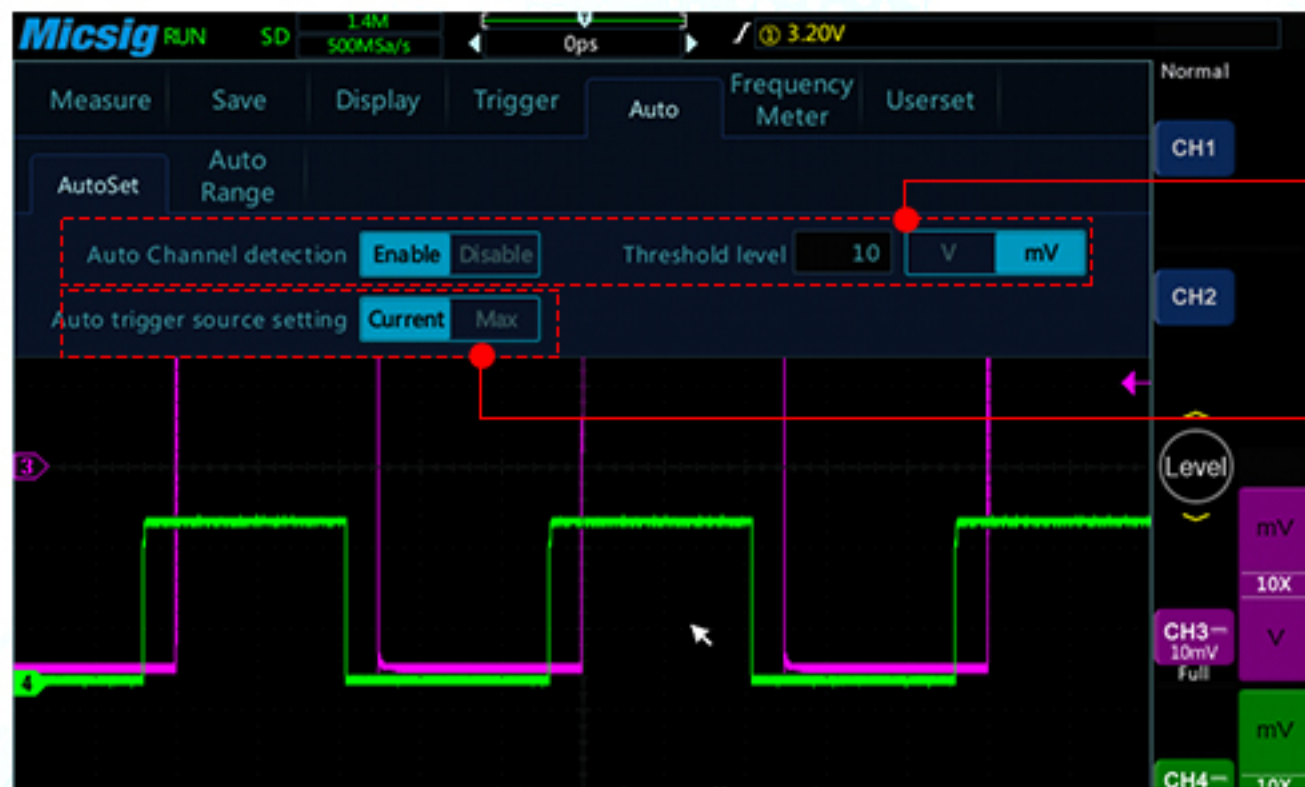 Micsig RUN SD 1.4M 500MSa/s T 0ps ① 3.20V
Normal
Measure Save Display Trigger Auto Frequency Meter Userset
CH1
AutoSet Auto Range
Auto Channel detection Enable Disable Threshold level 10 V mV
CH2
Auto trigger source setting Current Max
3
Level
mV
10X
CH3 V
10mV
Full
4
mV
CH4 10X